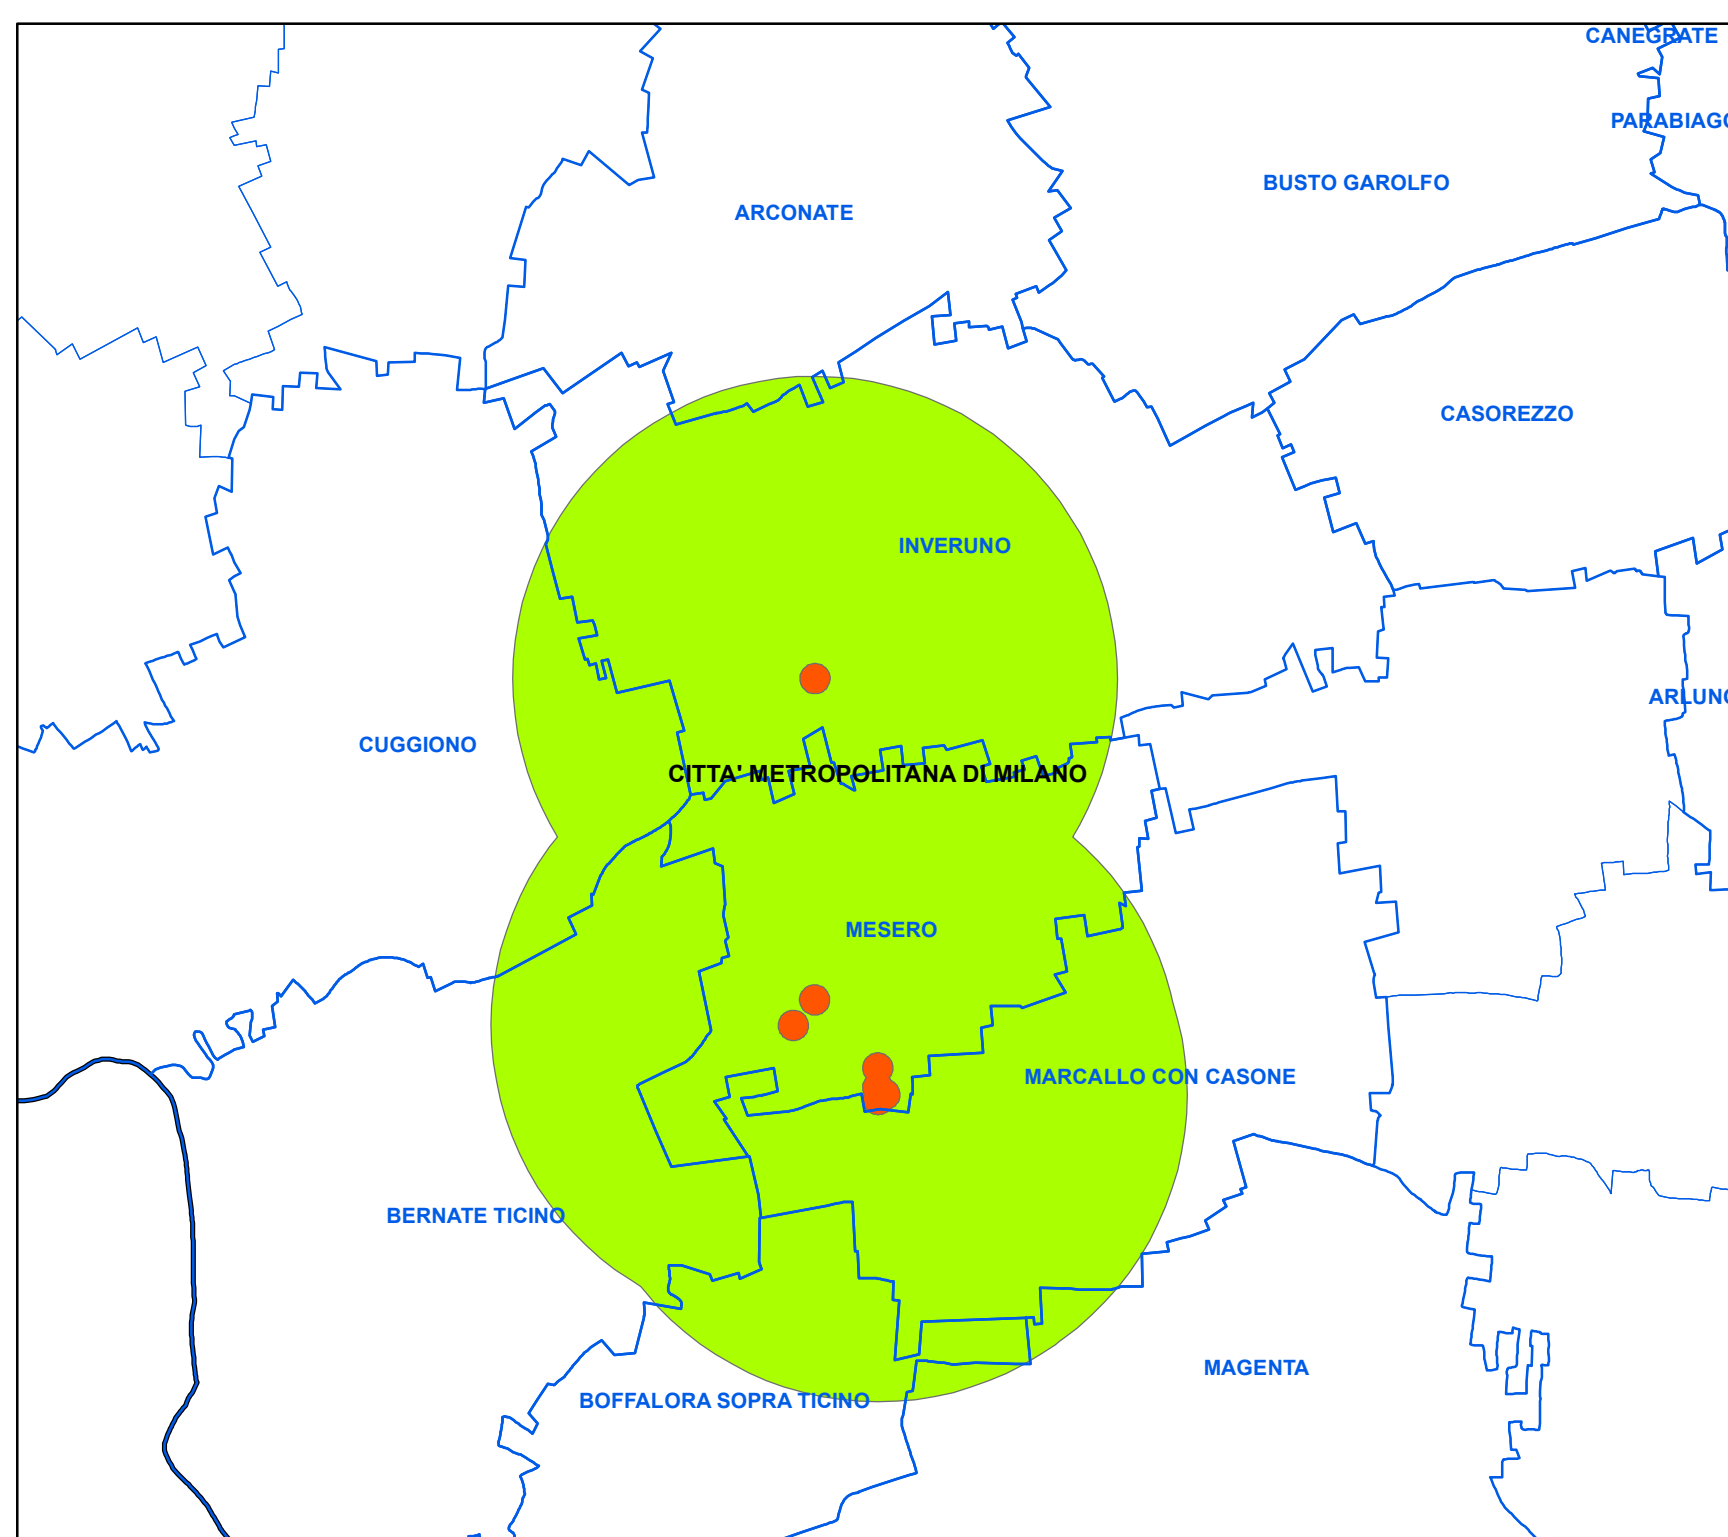 CANEGRATE
PARABIAGO
BUSTO GAROLFO
ARCONATE
CASOREZZO
INVERUNO
ARLUNO
CUGGIONO
CITTA' METROPOLITANA DI MILANO
MESERO
MARCALLO CON CASONE
BERNATE TICINO
MAGENTA
BOFFALORA SOPRA TICINO